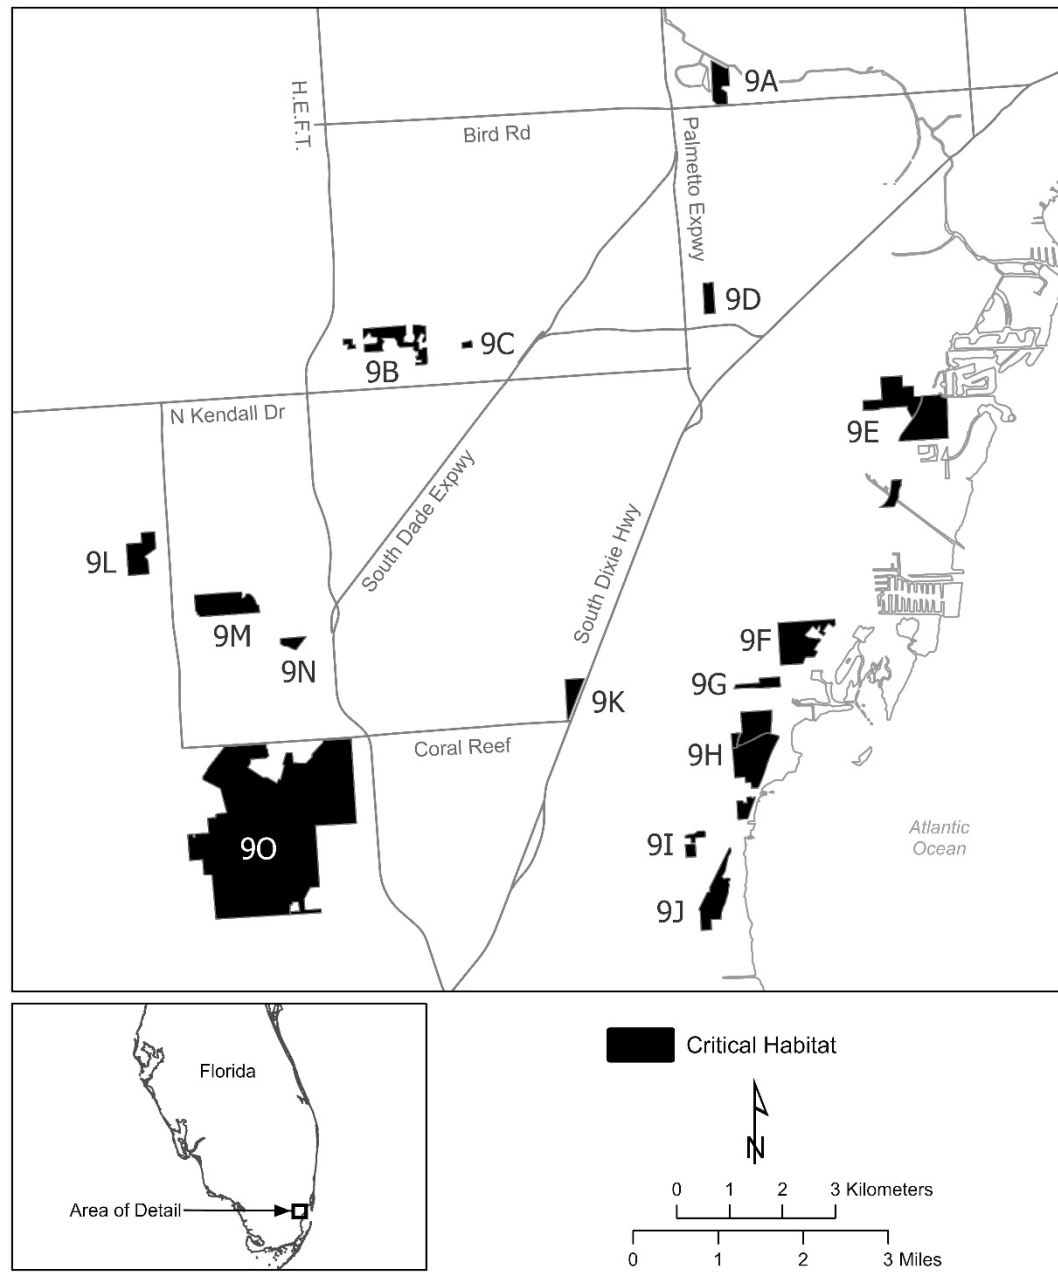 9A
H.E.F.T.
Bird Rd
Palmetto Expwy
9D
9C
9B
N Kendall Dr
9E
South Dade Expwy
South Dixie Hwy
9L
9M
9N
9F
9G
9K
Coral Reef
9H
Atlantic
Ocean
9O
9I
9J
Florida
Area of Detail
Critical Habitat
N
0 1 2 3 Kilometers
0 1 2 3 Miles